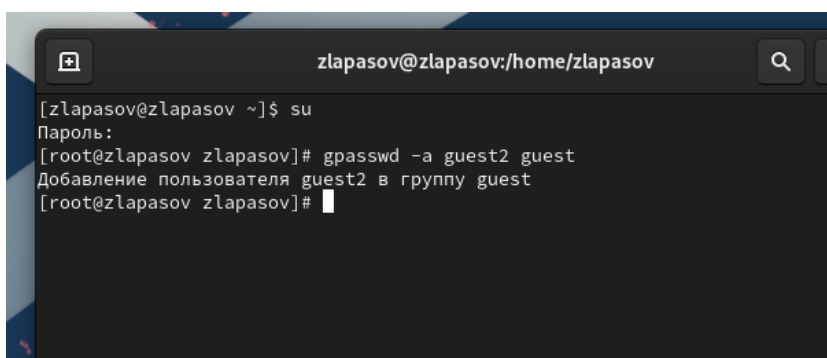 zlapasov@zlapasov:/home/zlapasov
[zlapasov@zlapasov ~]$ su
Пароль:
[root@zlapasov zlapasov]# gpasswd -a guest2 guest
Добавление пользователя guest2 в группу guest
[root@zlapasov zlapasov]#